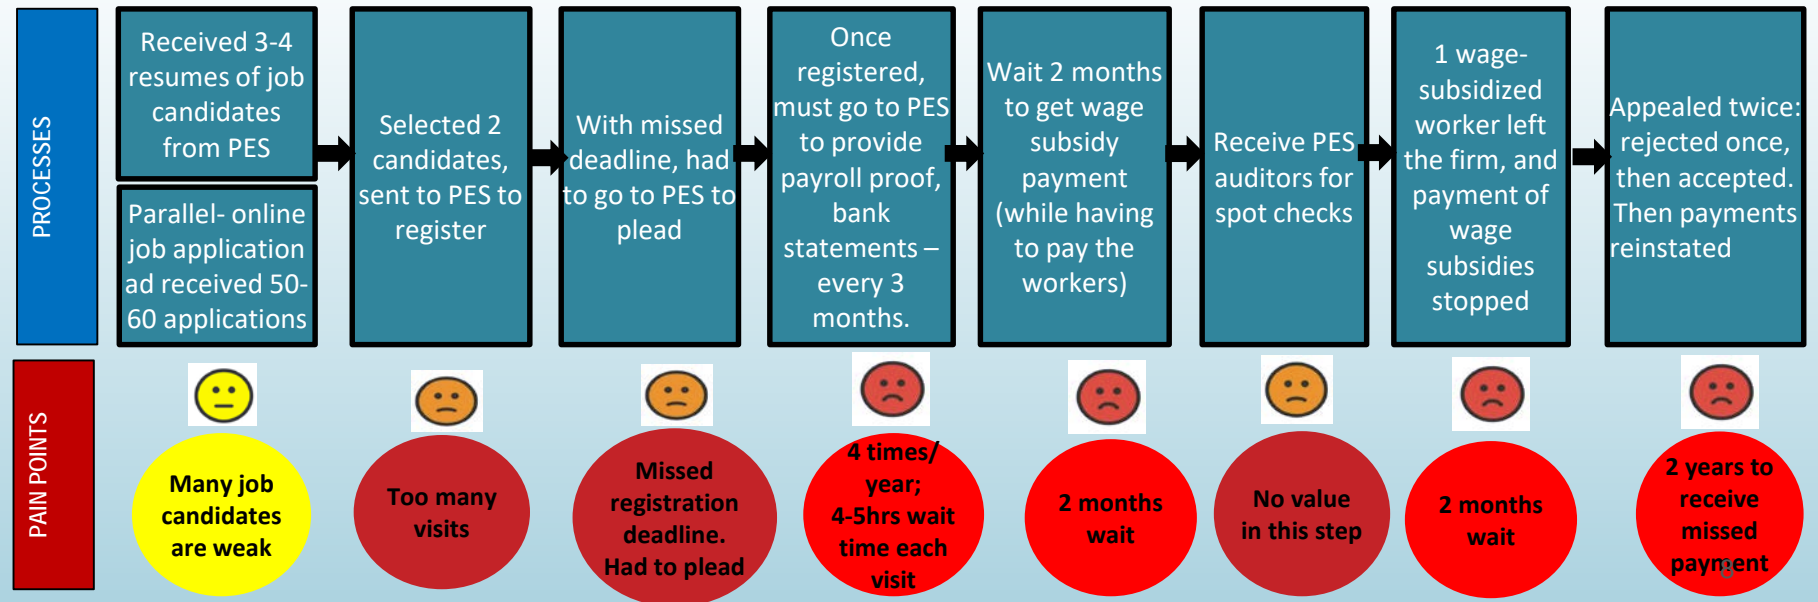 PROCESSES
Received 3-4
resumes of job
candidates
from PES
Parallel- online
job application
ad received 50-
60 applications
Selected 2
candidates,
sent to PES to
register
With missed
deadline, had
to go to PES to
plead
Once
registered,
must go to PES
to provide
payroll proof,
bank
statements –
every 3
months.
Wait 2 months
to get wage
subsidy
payment
(while having
to pay the
workers)
Receive PES
auditors for
spot checks
1 wage-
subsidized
worker left
the firm, and
payment of
wage
subsidies
stopped
Appealed twice:
rejected once,
then accepted.
Then payments
reinstated
PAIN POINTS
Many job
candidates
are weak
Too many
visits
Missed
registration
deadline.
Had to plead
4 times/
year;
4-5hrs wait
time each
visit
2 months
wait
No value
in this step
2 months
wait
2 years to
receive
missed
payment
8